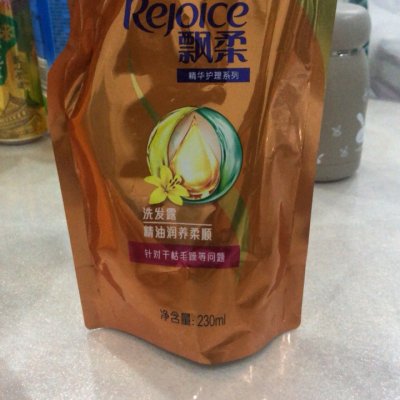 Rejoice
飘柔
精华护理系列
洗发露
精油润养柔顺
针对干枯毛躁等问题
净含量:230ml